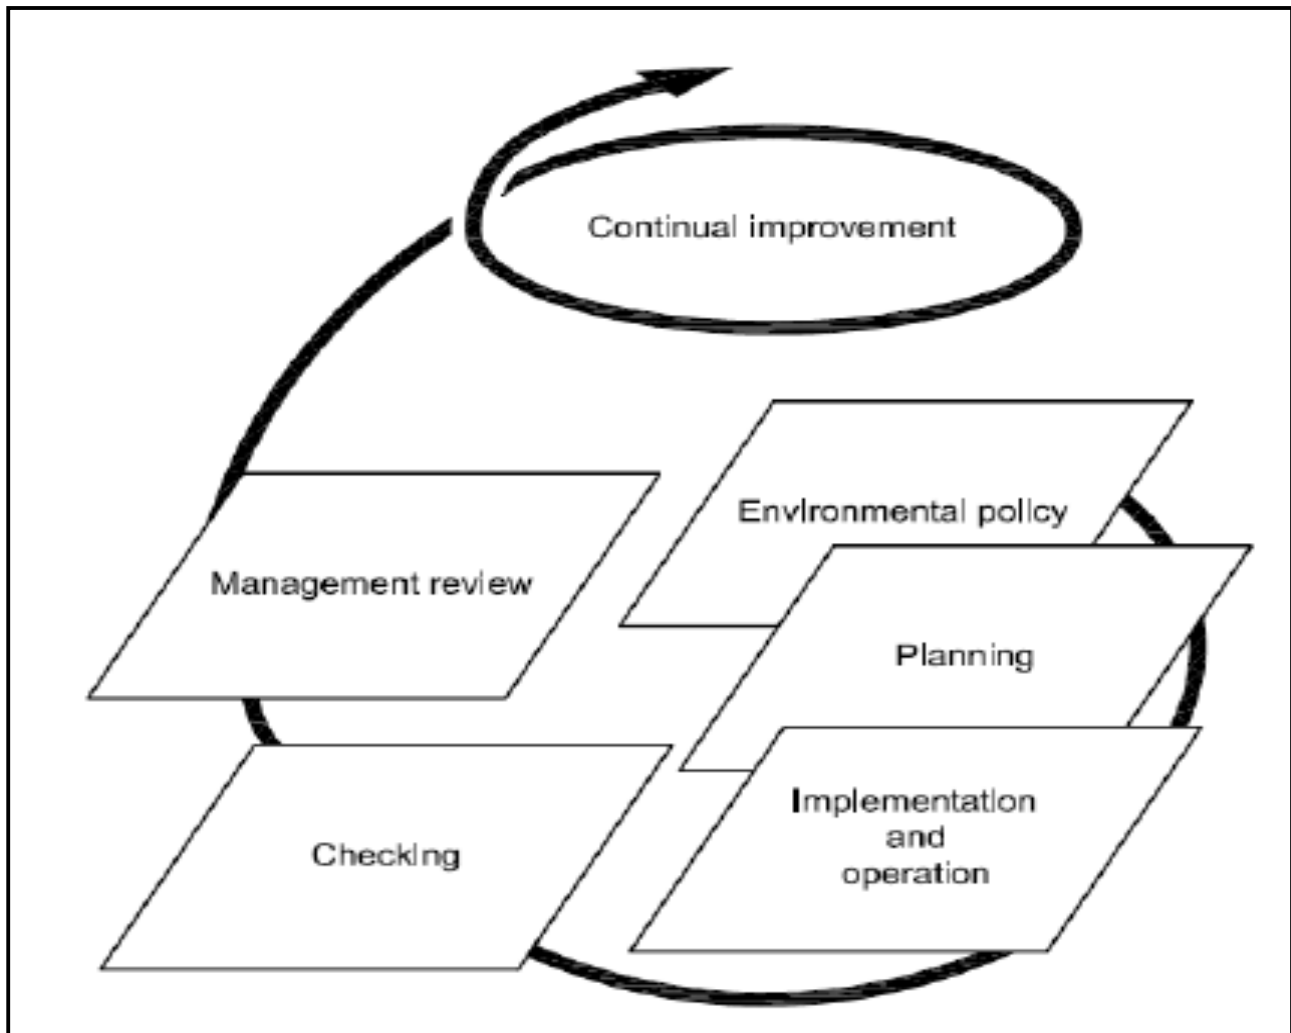 Continual improvement
Environmental policy
Management review
Planning
Implementation
and
operation
Checking